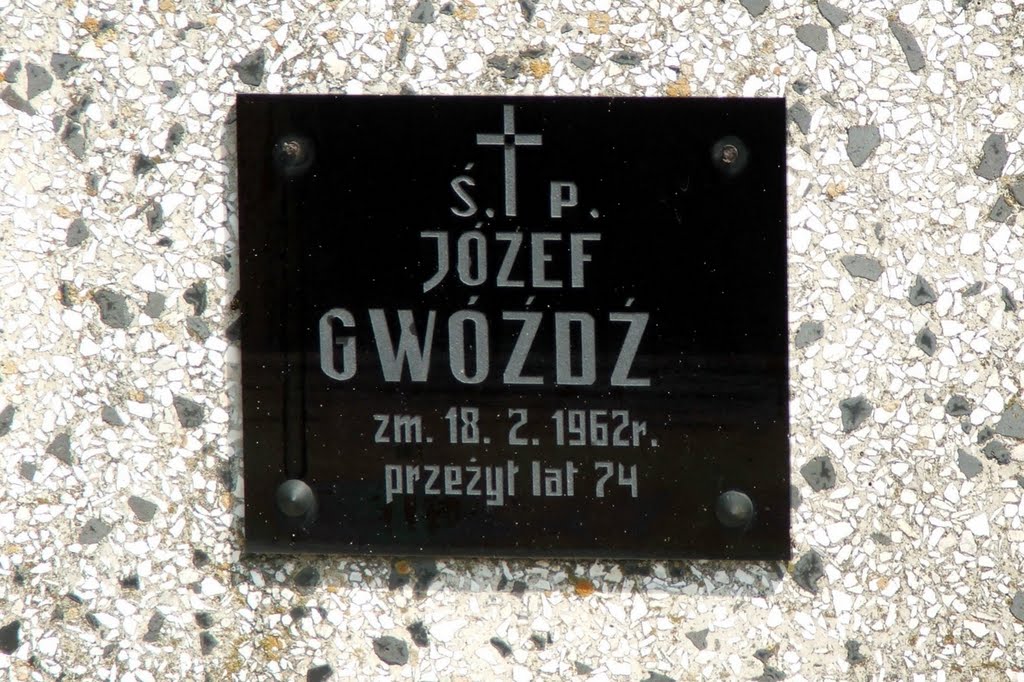 Ś. P.
JÓZEF
GWÓŹDŹ
zm. 18. 2. 1962r.
przeżył lat 74